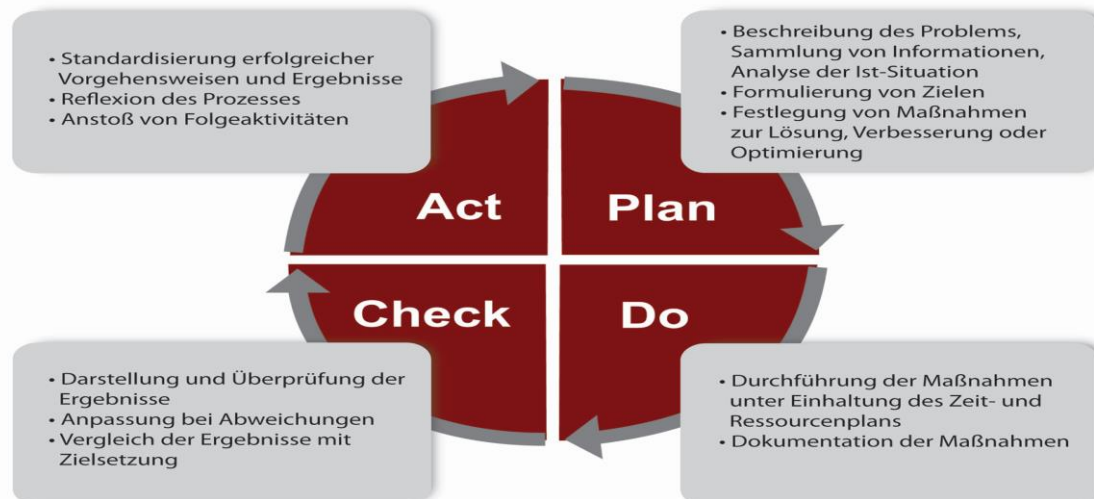 • Standardisierung erfolgreicher
Vorgehensweisen und Ergebnisse
• Reflexion des Prozesses
• Anstoß von Folgeaktivitäten
• Beschreibung des Problems,
Sammlung von Informationen,
Analyse der Ist-Situation
• Formulierung von Zielen
• Festlegung von Maßnahmen
zur Lösung, Verbesserung oder
Optimierung
Act
Plan
Check
Do
• Darstellung und Überprüfung der
Ergebnisse
• Anpassung bei Abweichungen
• Vergleich der Ergebnisse mit
Zielsetzung
• Durchführung der Maßnahmen
unter Einhaltung des Zeit- und
Ressourcenplans
• Dokumentation der Maßnahmen